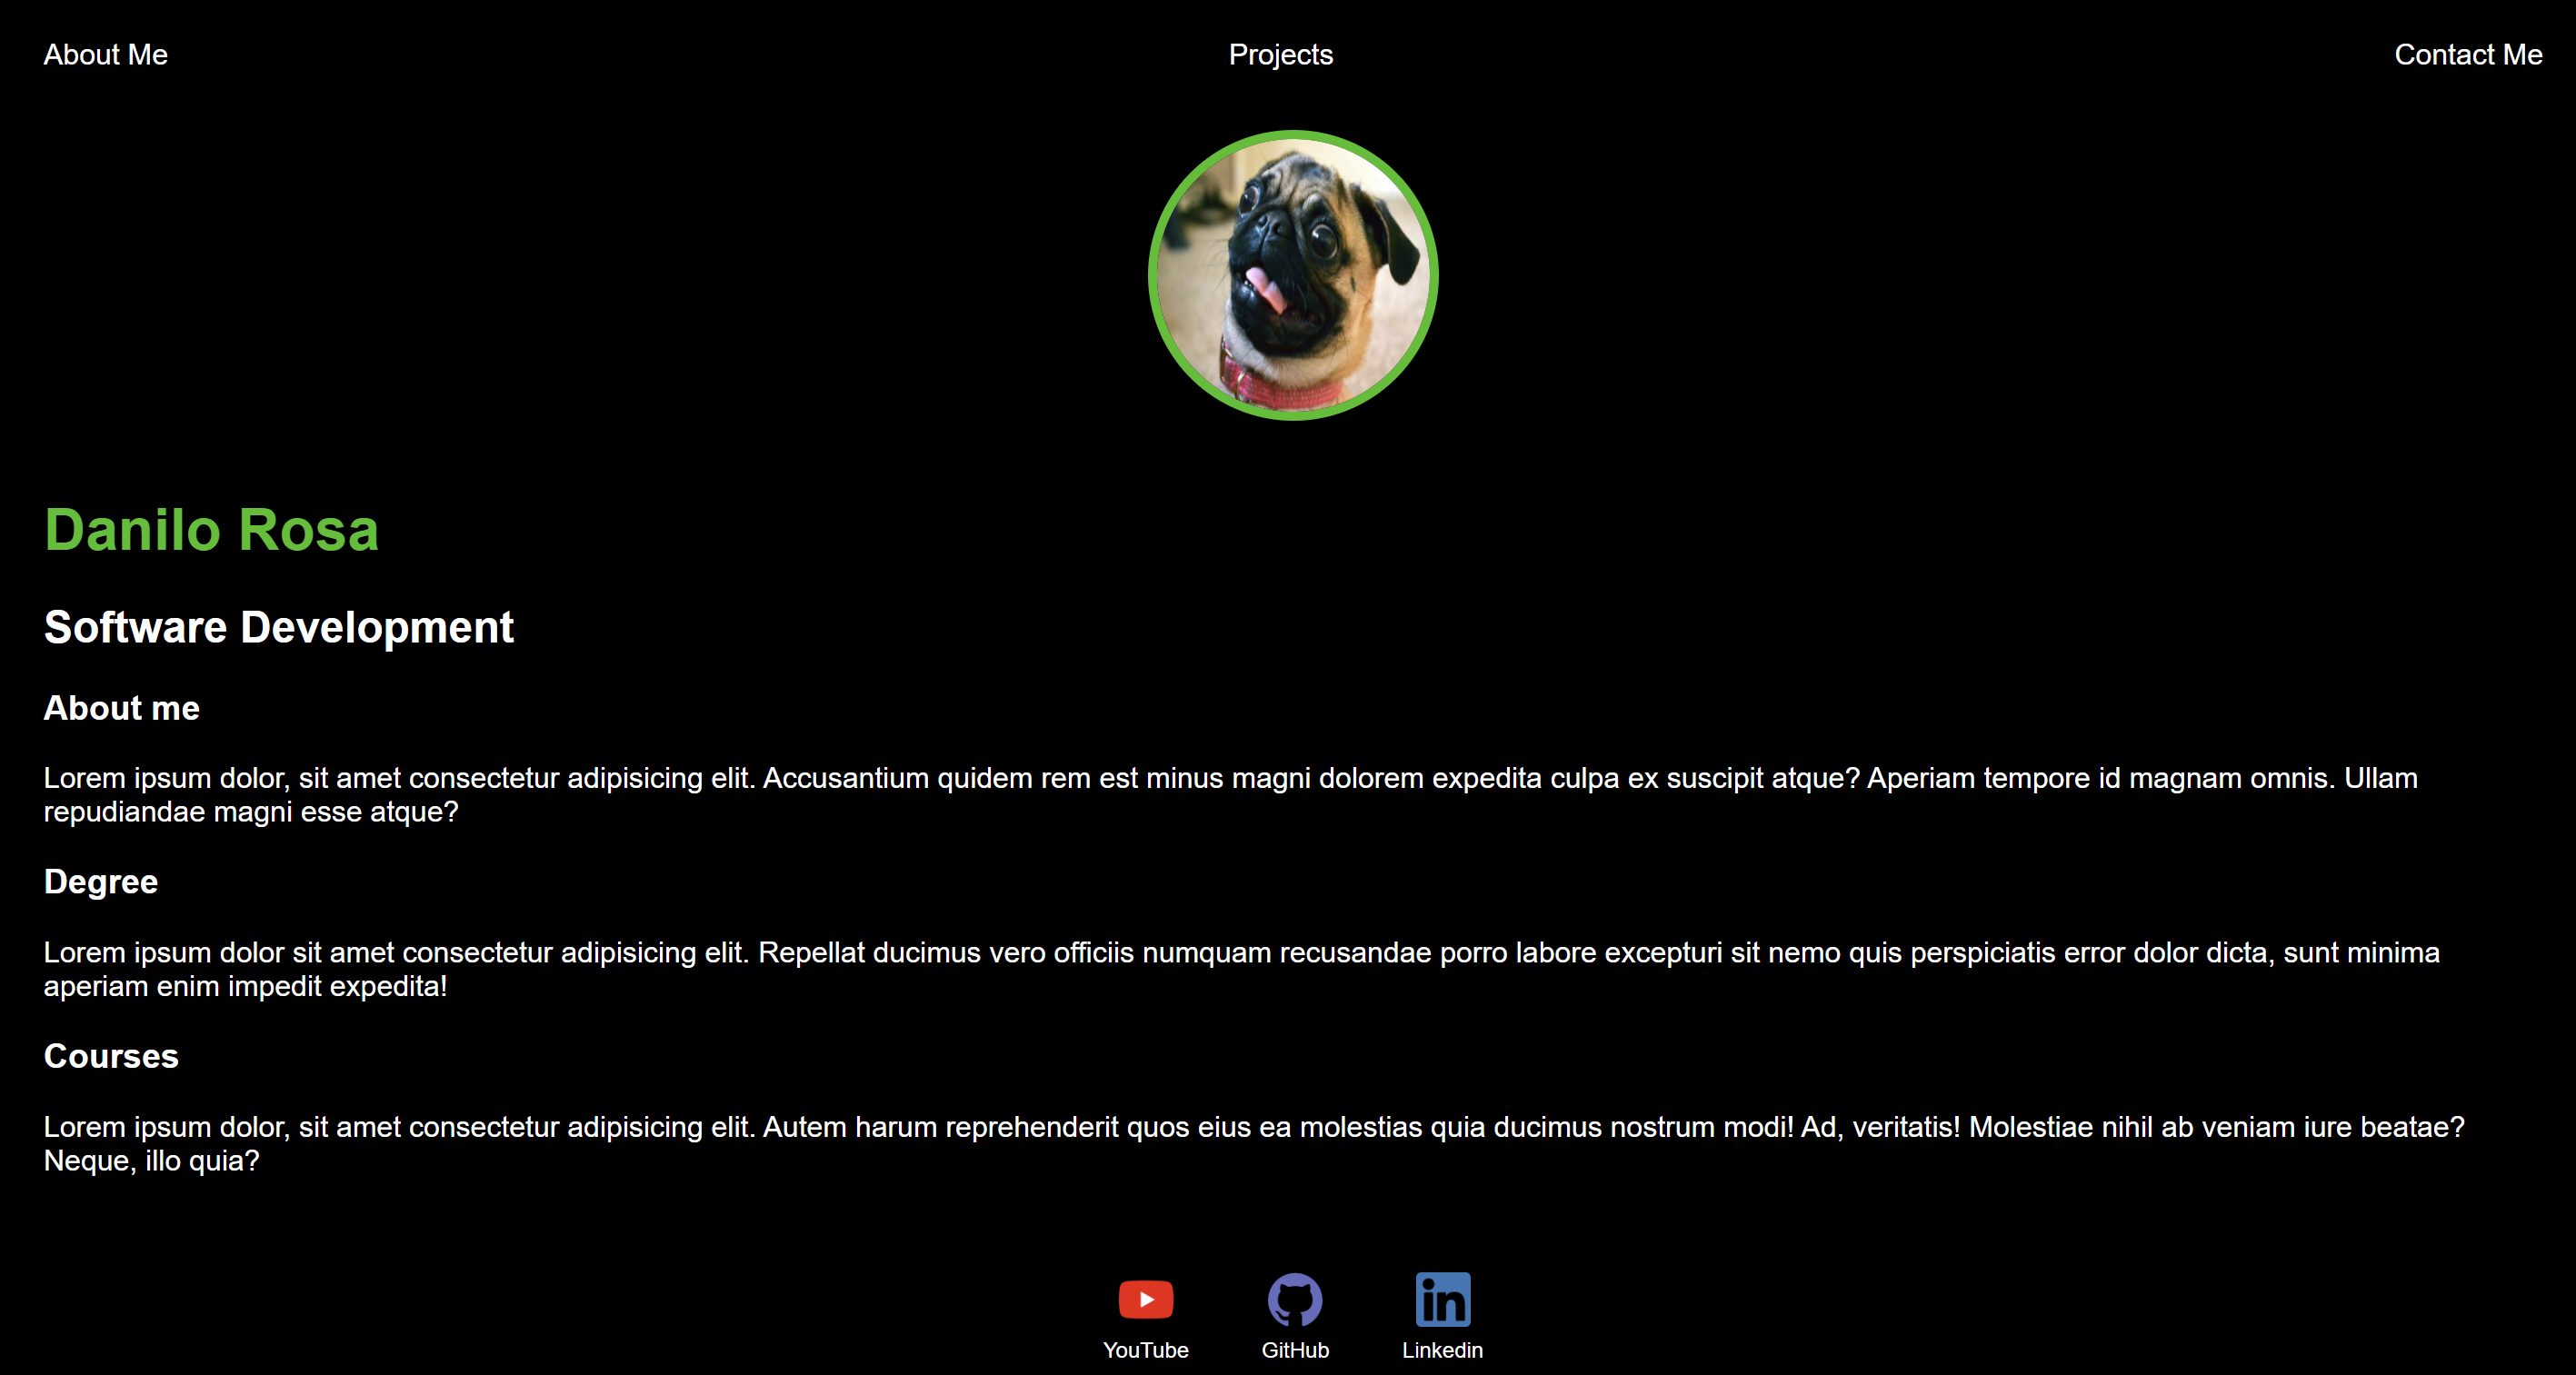 About Me
Projects
Contact Me
Danilo Rosa
Software Development
About me
Lorem ipsum dolor, sit amet consectetur adipisicing elit. Accusantium quidem rem est minus magni dolorem expedita culpa ex suscipit atque? Aperiam tempore id magnam omnis. Ullam
repudiandae magni esse atque?
Degree
Lorem ipsum dolor sit amet consectetur adipisicing elit. Repellat ducimus vero officiis numquam recusandae porro labore excepturi sit nemo quis perspiciatis error dolor dicta, sunt minima
aperiam enim impedit expedita!
Courses
Lorem ipsum dolor, sit amet consectetur adipisicing elit. Autem harum reprehenderit quos eius ea molestias quia ducimus nostrum modi! Ad, veritatis! Molestiae nihil ab veniam iure beatae?
Neque, illo quia?
in
YouTube
GitHub
Linkedin